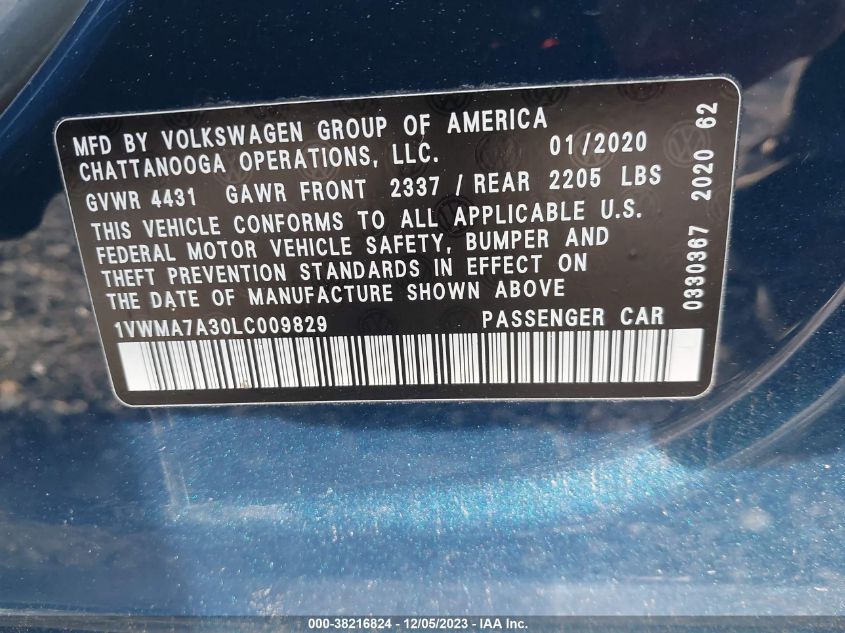 MFD BY VOLKSWAGEN GROUP OF AMERICA
CHATTANOOGA OPERATIONS, LLC. 01/2020
GVWR 4431 GAWR FRONT 2337 / REAR 2205 LBS
THIS VEHICLE CONFORMS TO ALL APPLICABLE U.S.
FEDERAL MOTOR VEHICLE SAFETY, BUMPER AND
THEFT PREVENTION STANDARDS IN EFFECT ON
THE DATE OF MANUFACTURE SHOWN ABOVE
1VWMA7A30LC009829 PASSENGER CAR
0330367 2020 62
000-38216824 - 12/05/2023 - IAA Inc.